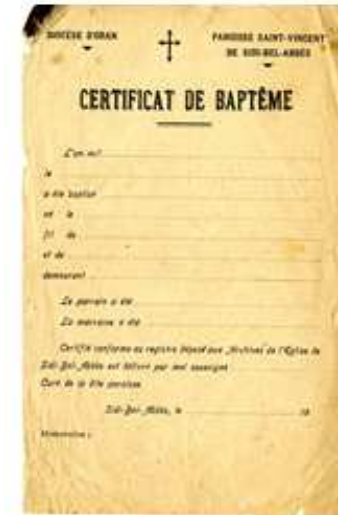 DIOCÈSE D'ORAN
PAROISSE SAINT-VINCENT
DE SIDI-BEL-ABBÈS
CERTIFICAT DE BAPTÊME
L'an mil
le
a été baptisé
né le
fil de
et de
demeurant
Le parrain a été
La marraine a été
Certifié conforme au registre déposé aux Archives de l'Église de
Sidi-Bel-Abbès et délivré par moi soussigné
Curé de la dite paroisse
Sidi-Bel-Abbès, le 19